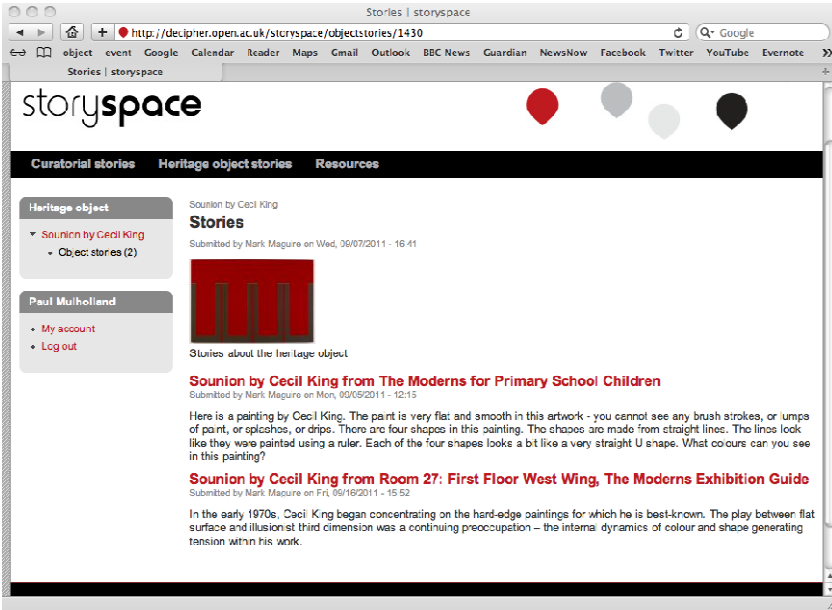 Stories | storyspace
http://decipher.open.ac.uk/storyspace/objectstories/1430
Google
object event Google Calendar Reader Maps Gmail Outlook BBC News Guardian NewsNow Facebook Twitter YouTube Evernote
Stories | storyspace
storyspace
Curatorial stories Heritage object stories Resources
Heritage object
Sounion by Cecil King
Object stories (2)
Paul Mulholland
My account
Log out
Sounion by Cecil King
Stories
Submitted by Mark Maguire on Wed, 09/07/2011 - 16:41
Stories about the heritage object
Sounion by Cecil King from The Moderns for Primary School Children
Submitted by Mark Maguire on Mon, 09/05/2011 - 12:15
Here is a painting by Cecil King. The paint is very flat and smooth in this artwork - you cannot see any brush strokes, or lumps
of paint, or splashes, or drips. There are four shapes in this painting. The shapes are made from straight lines. The lines look
like they were painted using a ruler. Each of the four shapes looks a bit like a very straight U shape. What colours can you see
in this painting?
Sounion by Cecil King from Room 27: First Floor West Wing, The Moderns Exhibition Guide
Submitted by Mark Maguire on Fri, 09/16/2011 - 15:52
In the early 1970s, Cecil King began concentrating on the hard-edge paintings for which he is best-known. The play between flat
surface and illusionist third dimension was a continuing preoccupation – the internal dynamics of colour and shape generating
tension within his work.